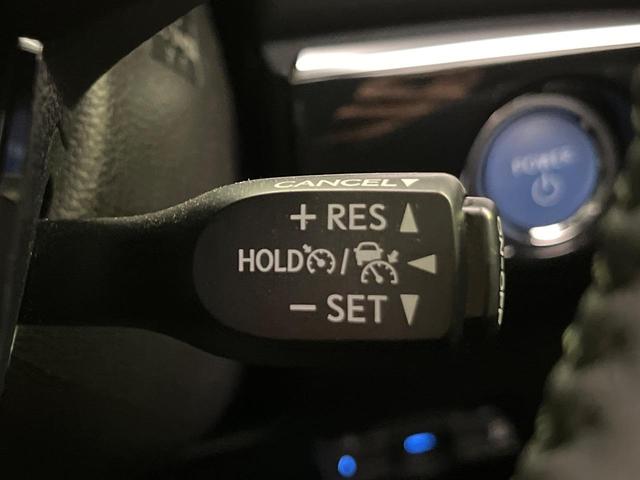 CANCEL
+ RES
HOLD /
POWER
− SET